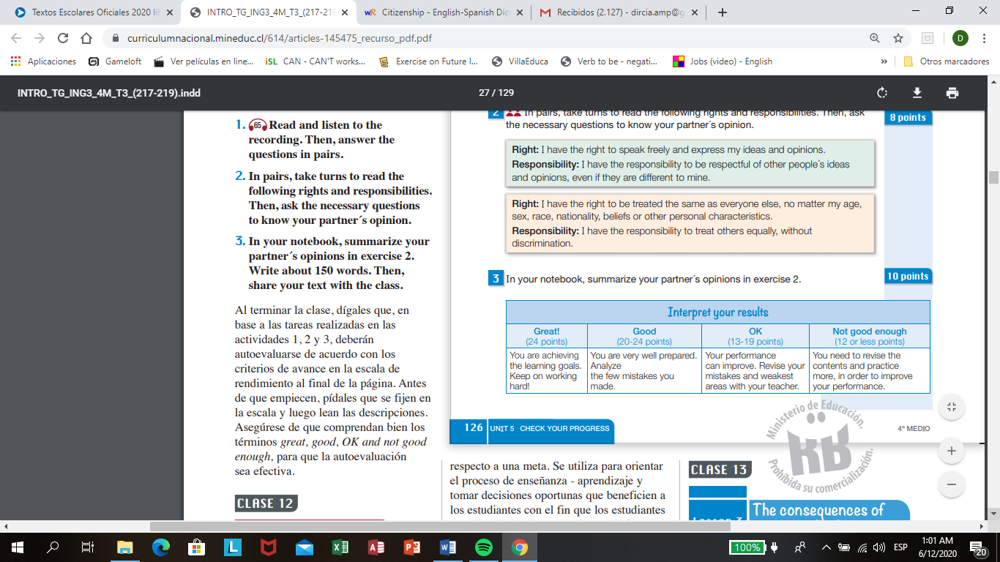 Textos Escolares Oficiales 2020 lib
INTRO_TG_ING3_4M_T3_(217-219
Citzenship - English-Spanish Dict
Recibidos (2.127) - dircia.amp@g
curriculumnacional.mineduc.cl/614/articles-145475_recurso_pdf.pdf
D
Aplicaciones
Gameloft
Ver películas en line...
iSL CAN - CAN'T works...
Exercise on Future I...
VillaEduca
Verb to be - negati...
Jobs (video) - English
»
Otros marcadores
INTRO_TG_ING3_4M_T3_(217-219).indd
27 / 129
1. 65 Read and listen to the
recording. Then, answer the
questions in pairs.
2. In pairs, take turns to read the
following rights and responsibilities.
Then, ask the necessary questions
to know your partner´s opinion.
3. In your notebook, summarize your
partner´s opinions in exercise 2.
Write about 150 words. Then,
share your text with the class.
Al terminar la clase, dígales que, en
base a las tareas realizadas en las
actividades 1, 2 y 3, deberán
autoevaluarse de acuerdo con los
criterios de avance en la escala de
rendimiento al final de la página. Antes
de que empiecen, pídales que se fijen en
la escala y luego lean las descripciones.
Asegúrese de que comprendan bien los
términos great, good, OK and not good
enough, para que la autoevaluación
sea efectiva.
CLASE 12
2 In pairs, take turns to read the following rights and responsibilities. Then, ask
the necessary questions to know your partner´s opinion.
8 points
Right: I have the right to speak freely and express my ideas and opinions.
Responsibility: I have the responsibility to be respectful of other people´s ideas
and opinions, even if they are different to mine.
Right: I have the right to be treated the same as everyone else, no matter my age,
sex, race, nationality, beliefs or other personal characteristics.
Responsibility: I have the responsibility to treat others equally, without
discrimination.
3 In your notebook, summarize your partner´s opinions in exercise 2.
10 points
Interpret your results
Great!
(24 points)
Good
(20-24 points)
OK
(13-19 points)
Not good enough
(12 or less points)
You are achieving
the learning goals.
Keep on working
hard!
You are very well prepared.
Analyze
the few mistakes you
made.
Your performance
can improve. Revise your
mistakes and weakest
areas with your teacher.
You need to revise the
contents and practice
more, in order to improve
your performance.
Ministerio de Educación.
KB
Prohibida su comercialización.
126 UNIT 5 CHECK YOUR PROGRESS
4º MEDIO
respecto a una meta. Se utiliza para orientar
el proceso de enseñanza - aprendizaje y
tomar decisiones oportunas que beneficien a
los estudiantes con el fin que los estudiantes
CLASE 13
The consequences of
100%
ESP
1:01 AM
6/12/2020
20